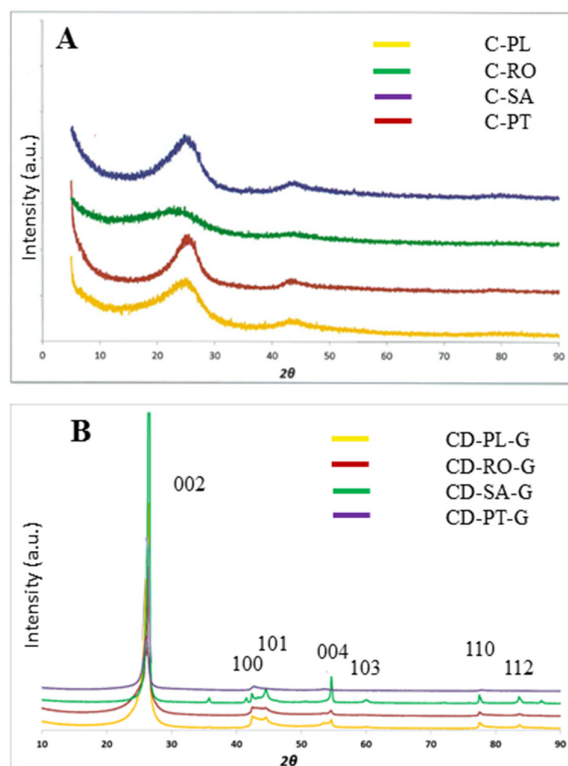 A
C-PL
C-RO
C-SA
C-PT
Intensity (a.u.)
0 10 20 30 40 50 60 70 80 90
2θ
B
CD-PL-G
CD-RO-G
CD-SA-G
CD-PT-G
002
100 101 004 103 110 112
Intensity (a.u.)
10 20 30 40 50 60 70 80 90
2θ